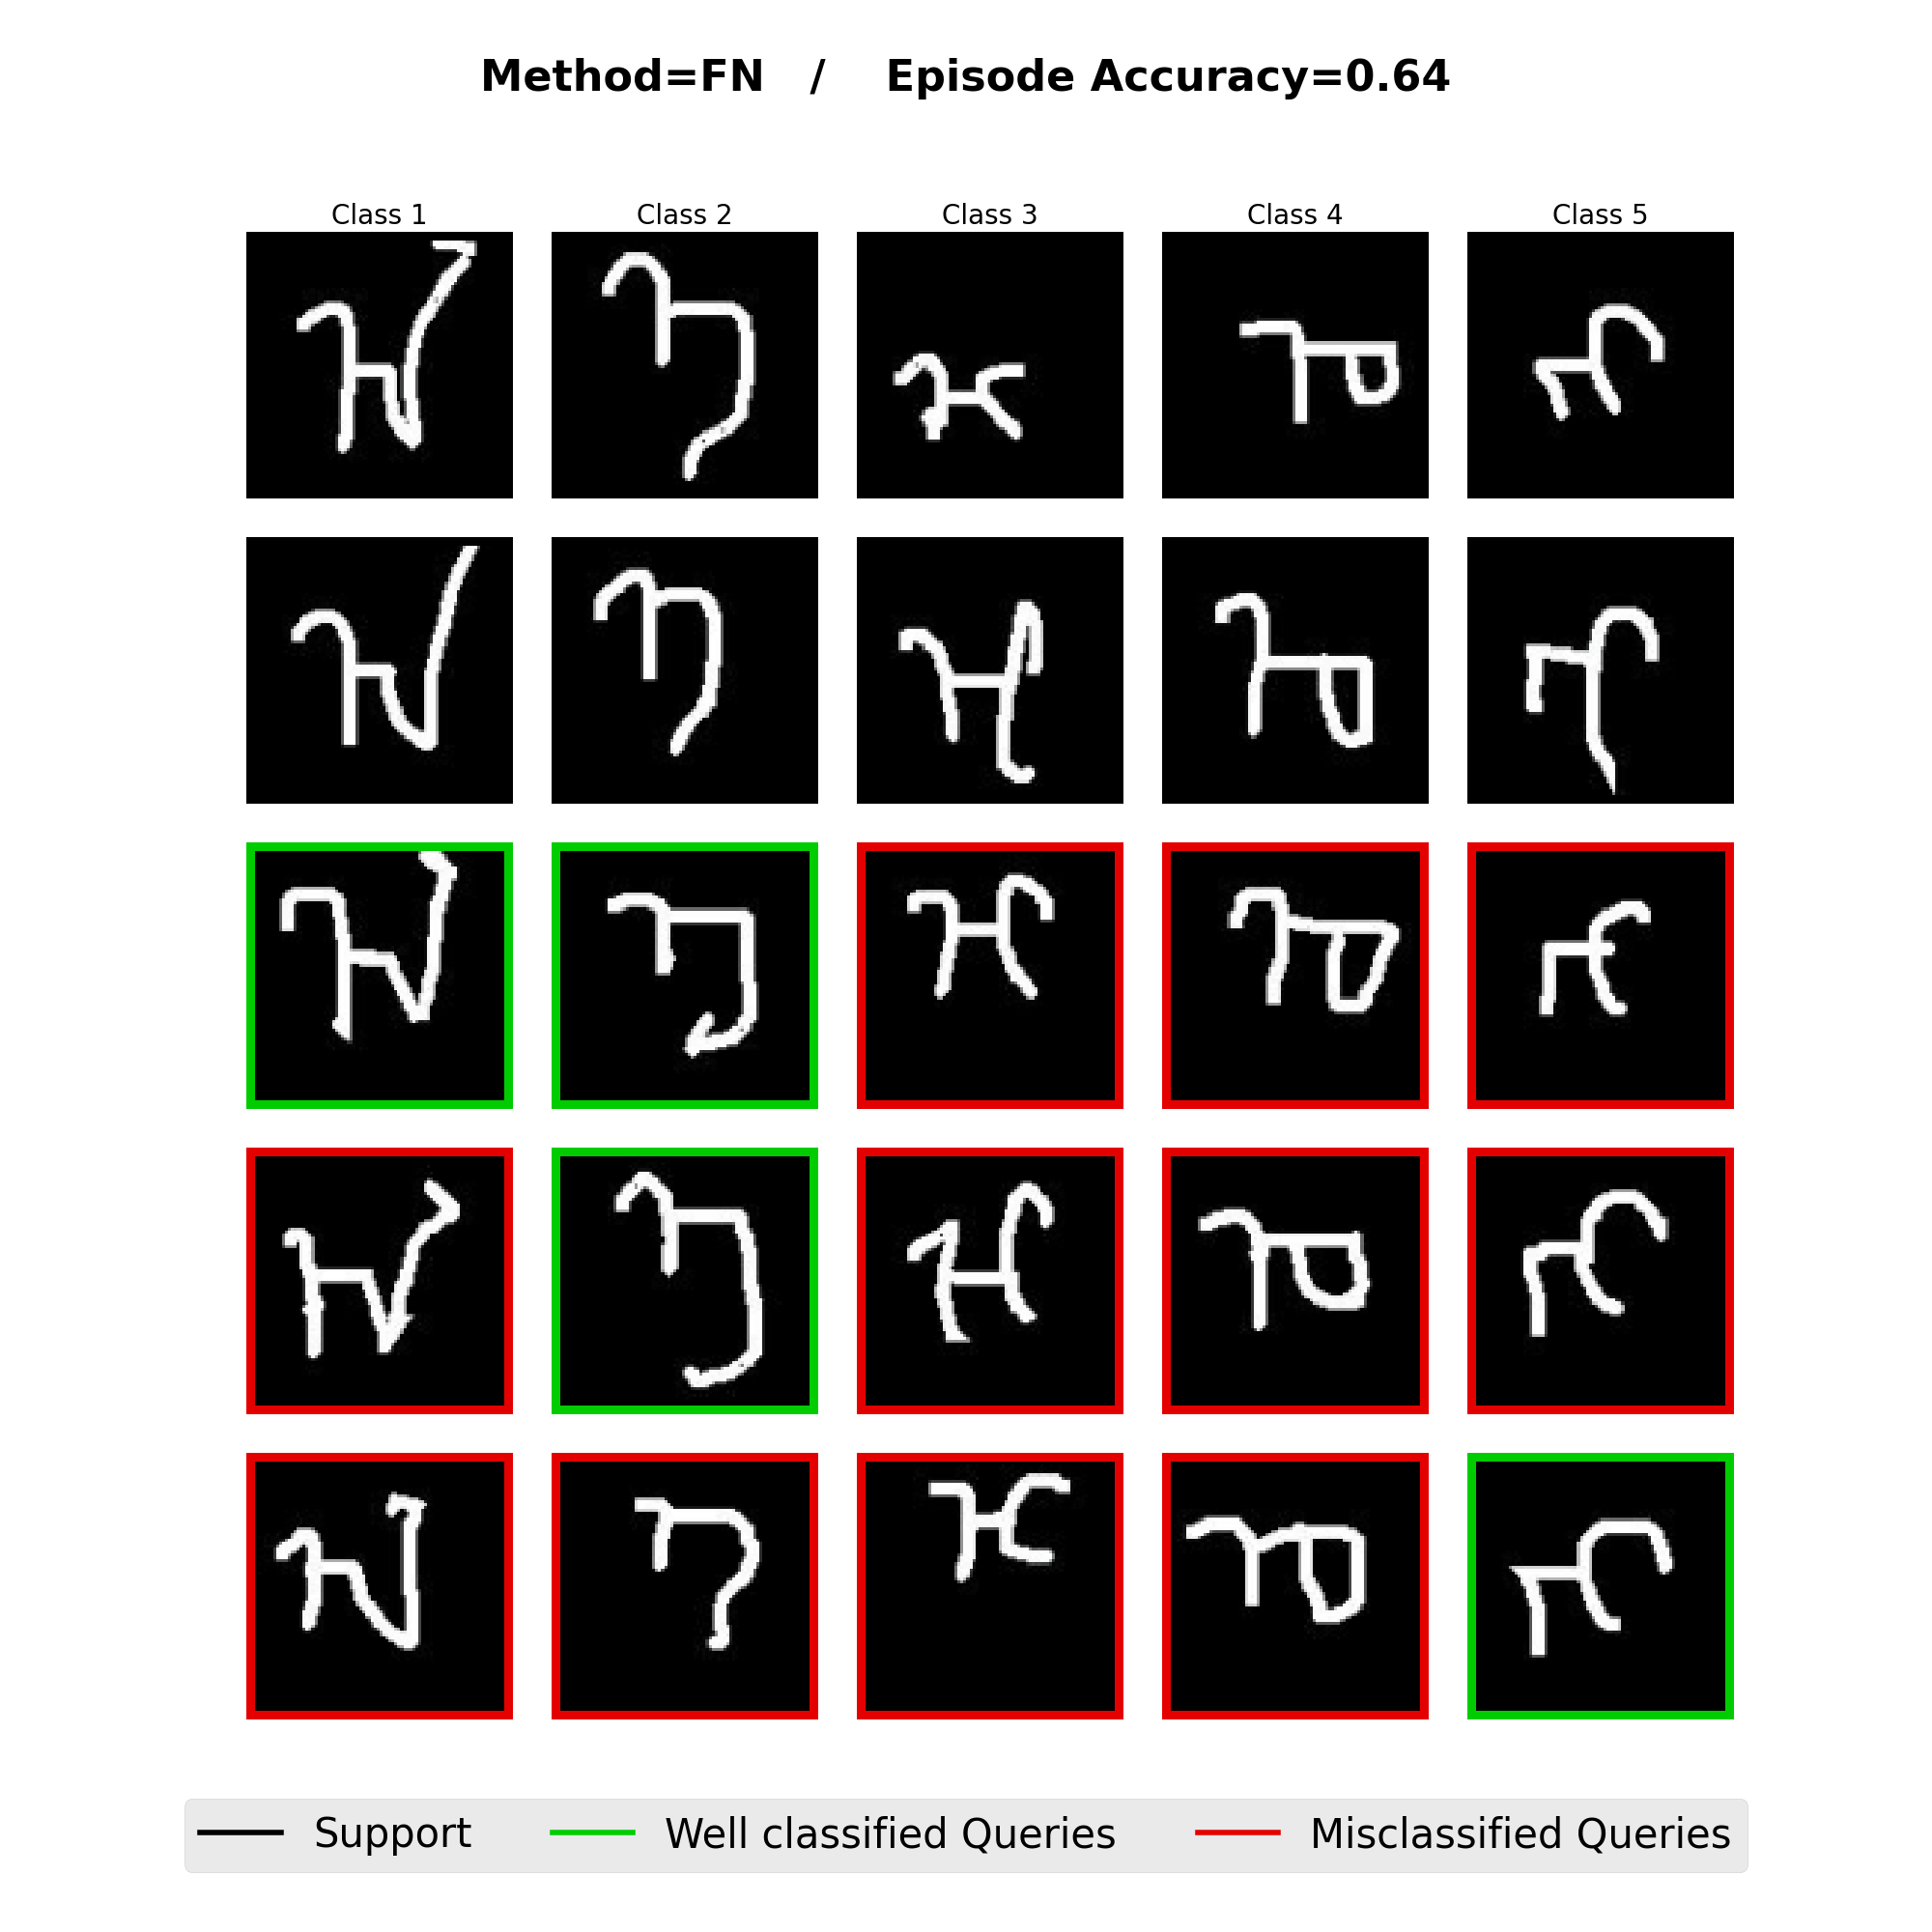 Method=FN / Episode Accuracy=0.64
Class 1 Class 2 Class 3 Class 4 Class 5
Support Well classified Queries Misclassified Queries